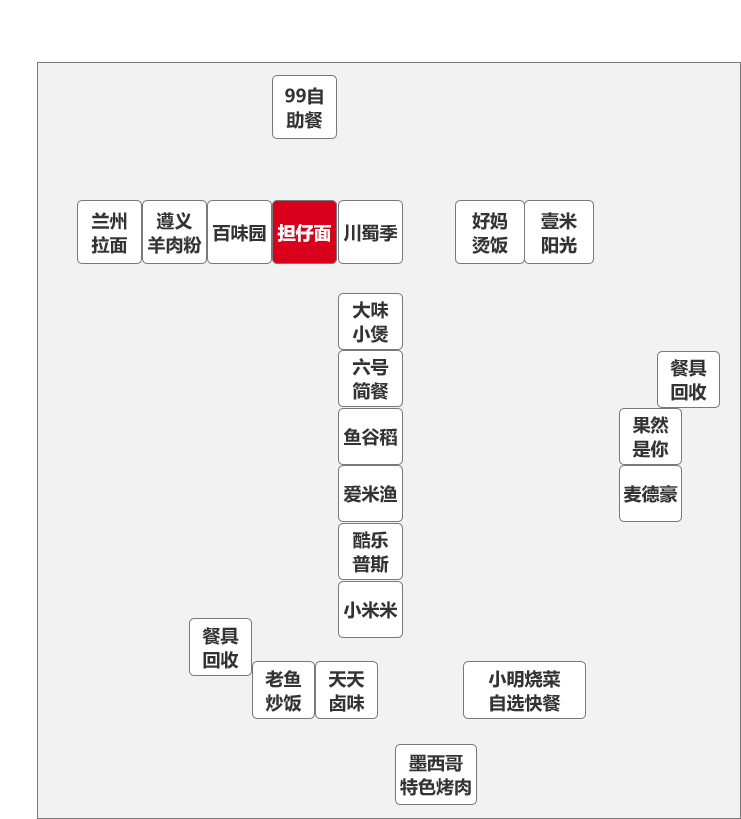 99自
助餐
兰州
拉面
遵义
羊肉粉
百味园
担仔面
川蜀季
好妈
烫饭
壹米
阳光
大味
小煲
六号
简餐
餐具
回收
鱼谷稻
果然
是你
爱米渔
麦德豪
酷乐
普斯
小米米
餐具
回收
老鱼
炒饭
天天
卤味
小明烧菜
自选快餐
墨西哥
特色烤肉